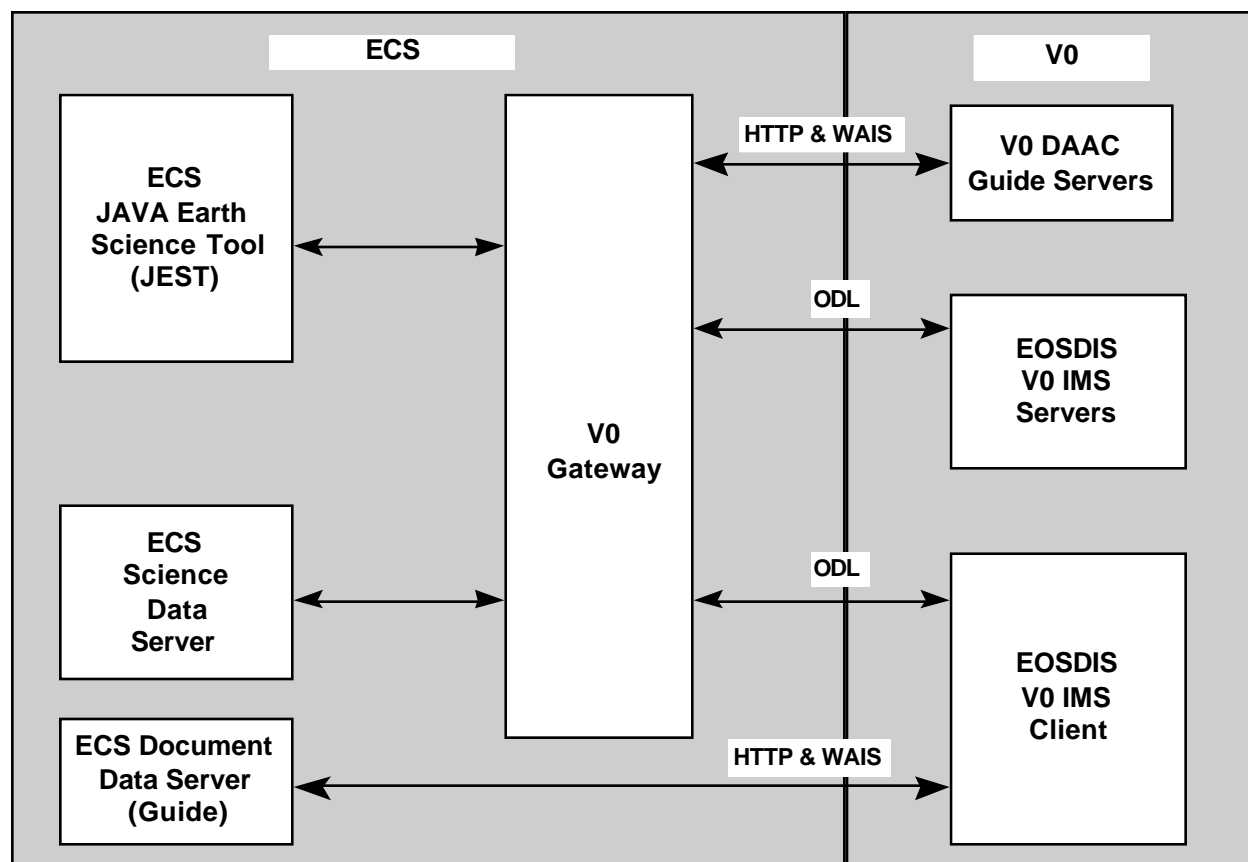 ECS
V0
ECS
JAVA Earth
Science Tool
(JEST)
V0
Gateway
HTTP & WAIS
V0 DAAC
Guide Servers
ODL
EOSDIS
V0 IMS
Servers
ECS
Science
Data
Server
ODL
EOSDIS
V0 IMS
Client
ECS Document
Data Server
(Guide)
HTTP & WAIS